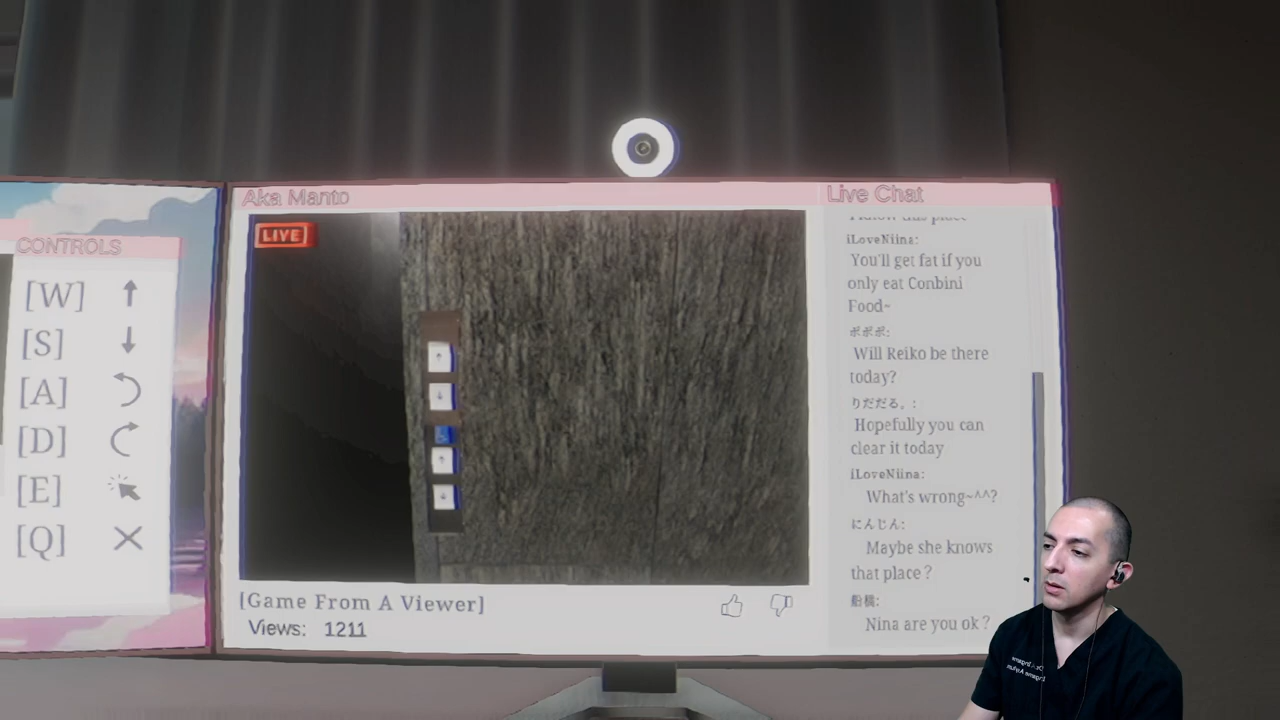 CONTROLS
[W]
[S]
[A]
[D]
[E]
[Q]
Aka Manto
LIVE
[Game From A Viewer]
Views: 1211
Live Chat
this place
iLoveNiina:
You'll get fat if you
only eat Conbini
Food~
ポポポ:
Will Reiko be there
today?
りだだる。:
Hopefully you can
clear it today
iLoveNiina:
What's wrong~^^?
にんじん:
Maybe she knows
that place?
船橋:
Nina are you ok?